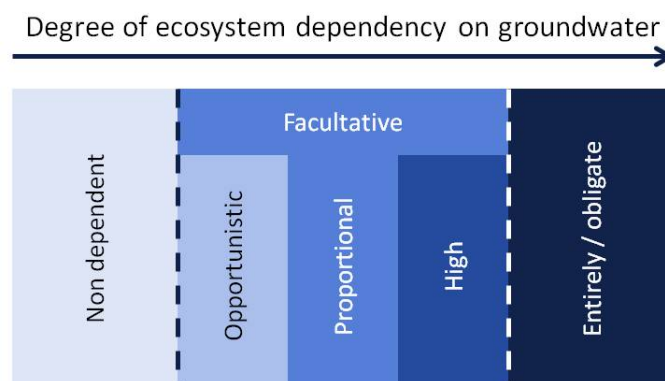 Degree of ecosystem dependency on groundwater
Facultative
Non dependent
Opportunistic
Proportional
High
Entirely / obligate